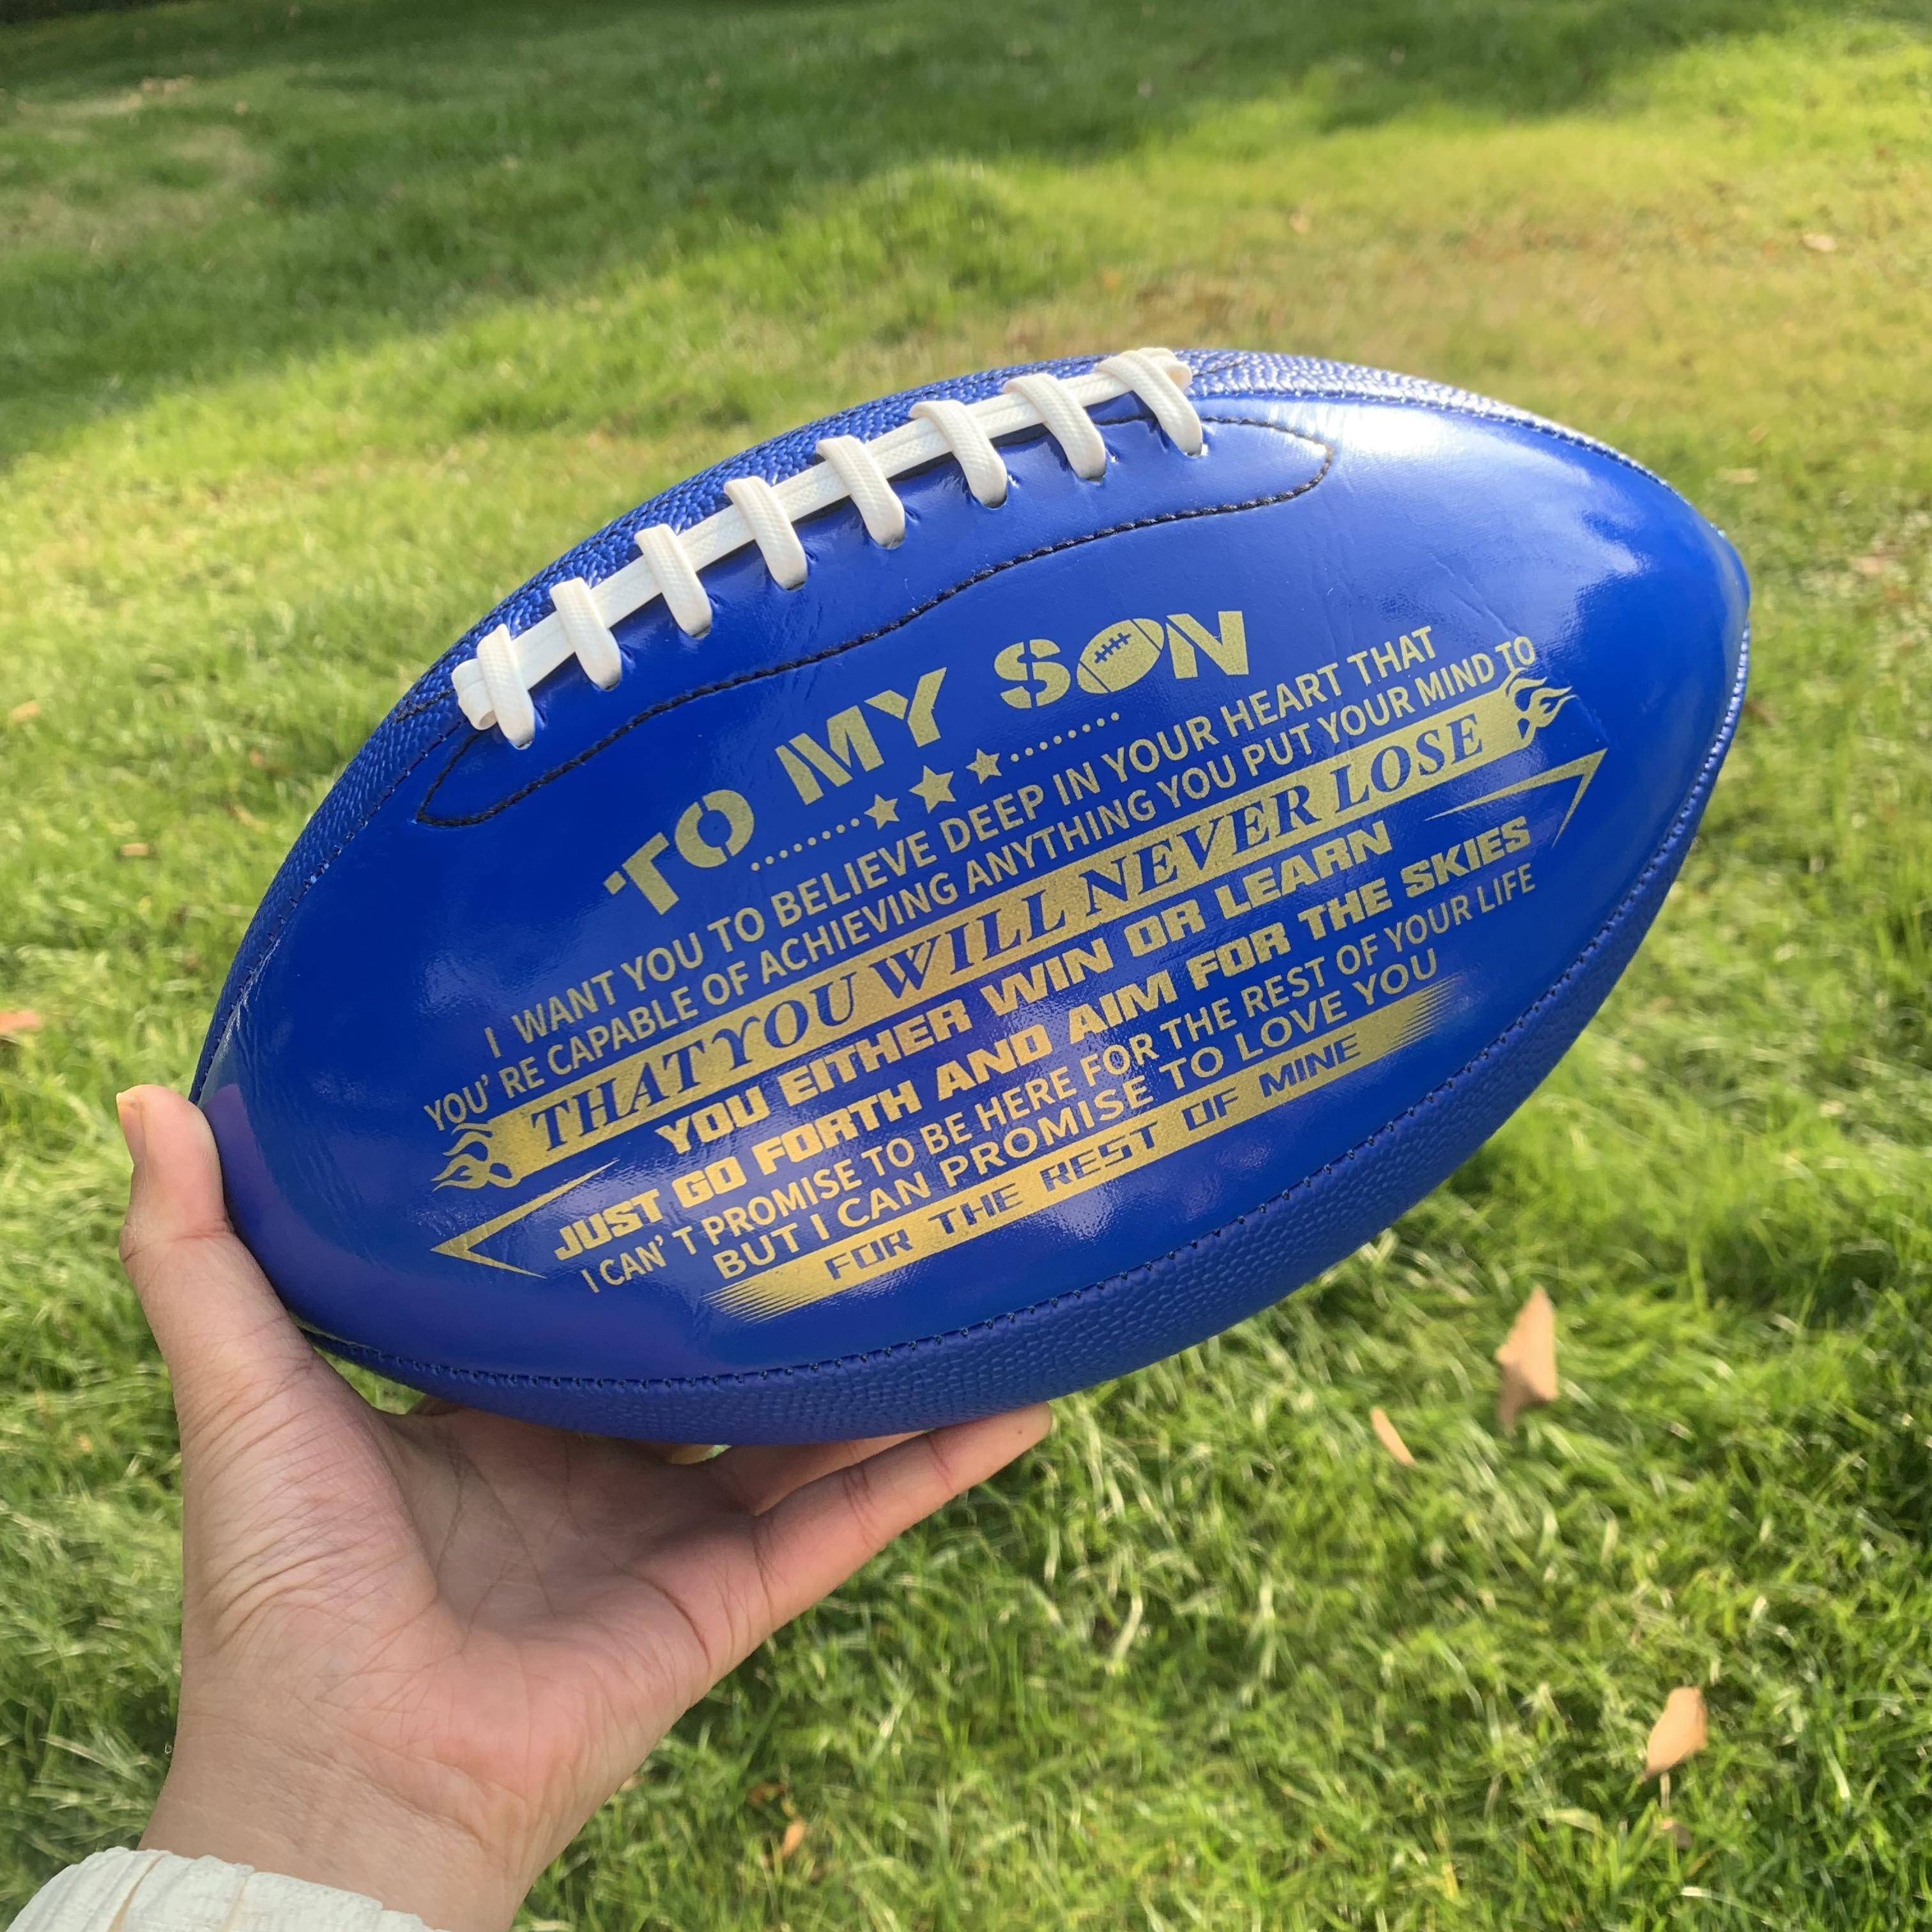 TO MY SON
I WANT YOU TO BELIEVE DEEP IN YOUR HEART THAT
YOU'RE CAPABLE OF ACHIEVING ANYTHING YOU PUT YOUR MIND TO
THAT YOU WILL NEVER LOSE
YOU EITHER WIN OR LEARN
JUST GO FORTH AND AIM FOR THE SKIES
I CAN'T PROMISE TO BE HERE FOR THE REST OF YOUR LIFE
BUT I CAN PROMISE TO LOVE YOU
FOR THE REST OF MINE